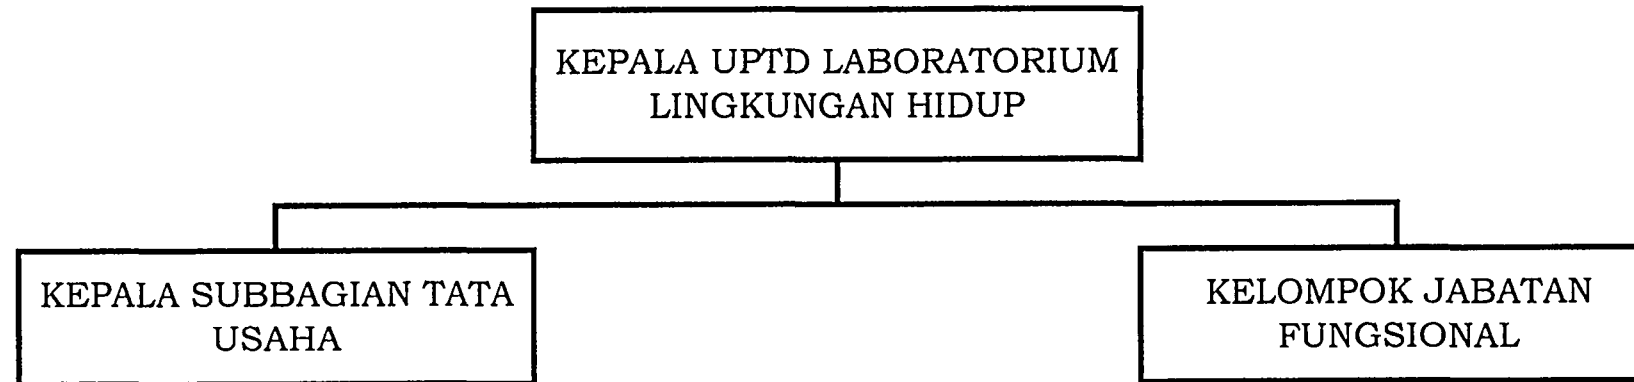 KEPALA UPTD LABORATORIUM
LINGKUNGAN HIDUP
KEPALA SUBBAGIAN TATA
USAHA
KELOMPOK JABATAN
FUNGSIONAL